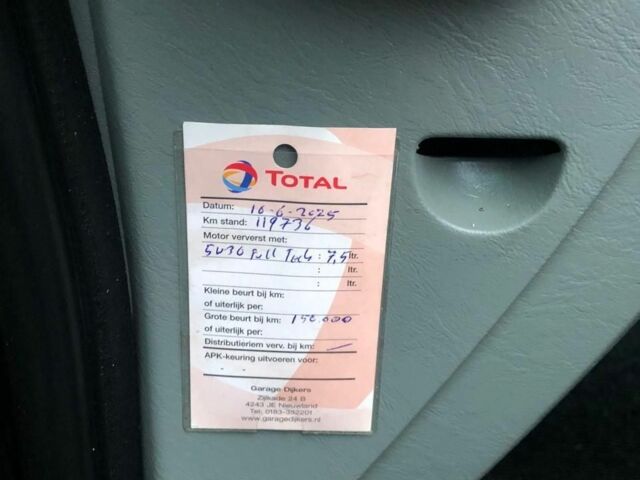 TOTAL
Datum: 16-6-2025
Km stand: 119736
Motor ververst met:
5W30 Full Tech : 7,5 ltr.
: ltr.
: ltr.
Kleine beurt bij km:
of uiterlijk per:
Grote beurt bij km: 150.000
of uiterlijk per:
Distributieriem verv. bij km: —
APK-keuring uitvoeren voor:
- -
Garage Dijkers
Zijlkade 24 B
4243 JE Nieuwland
Tel: 0183-352201
www.garagedijkers.nl